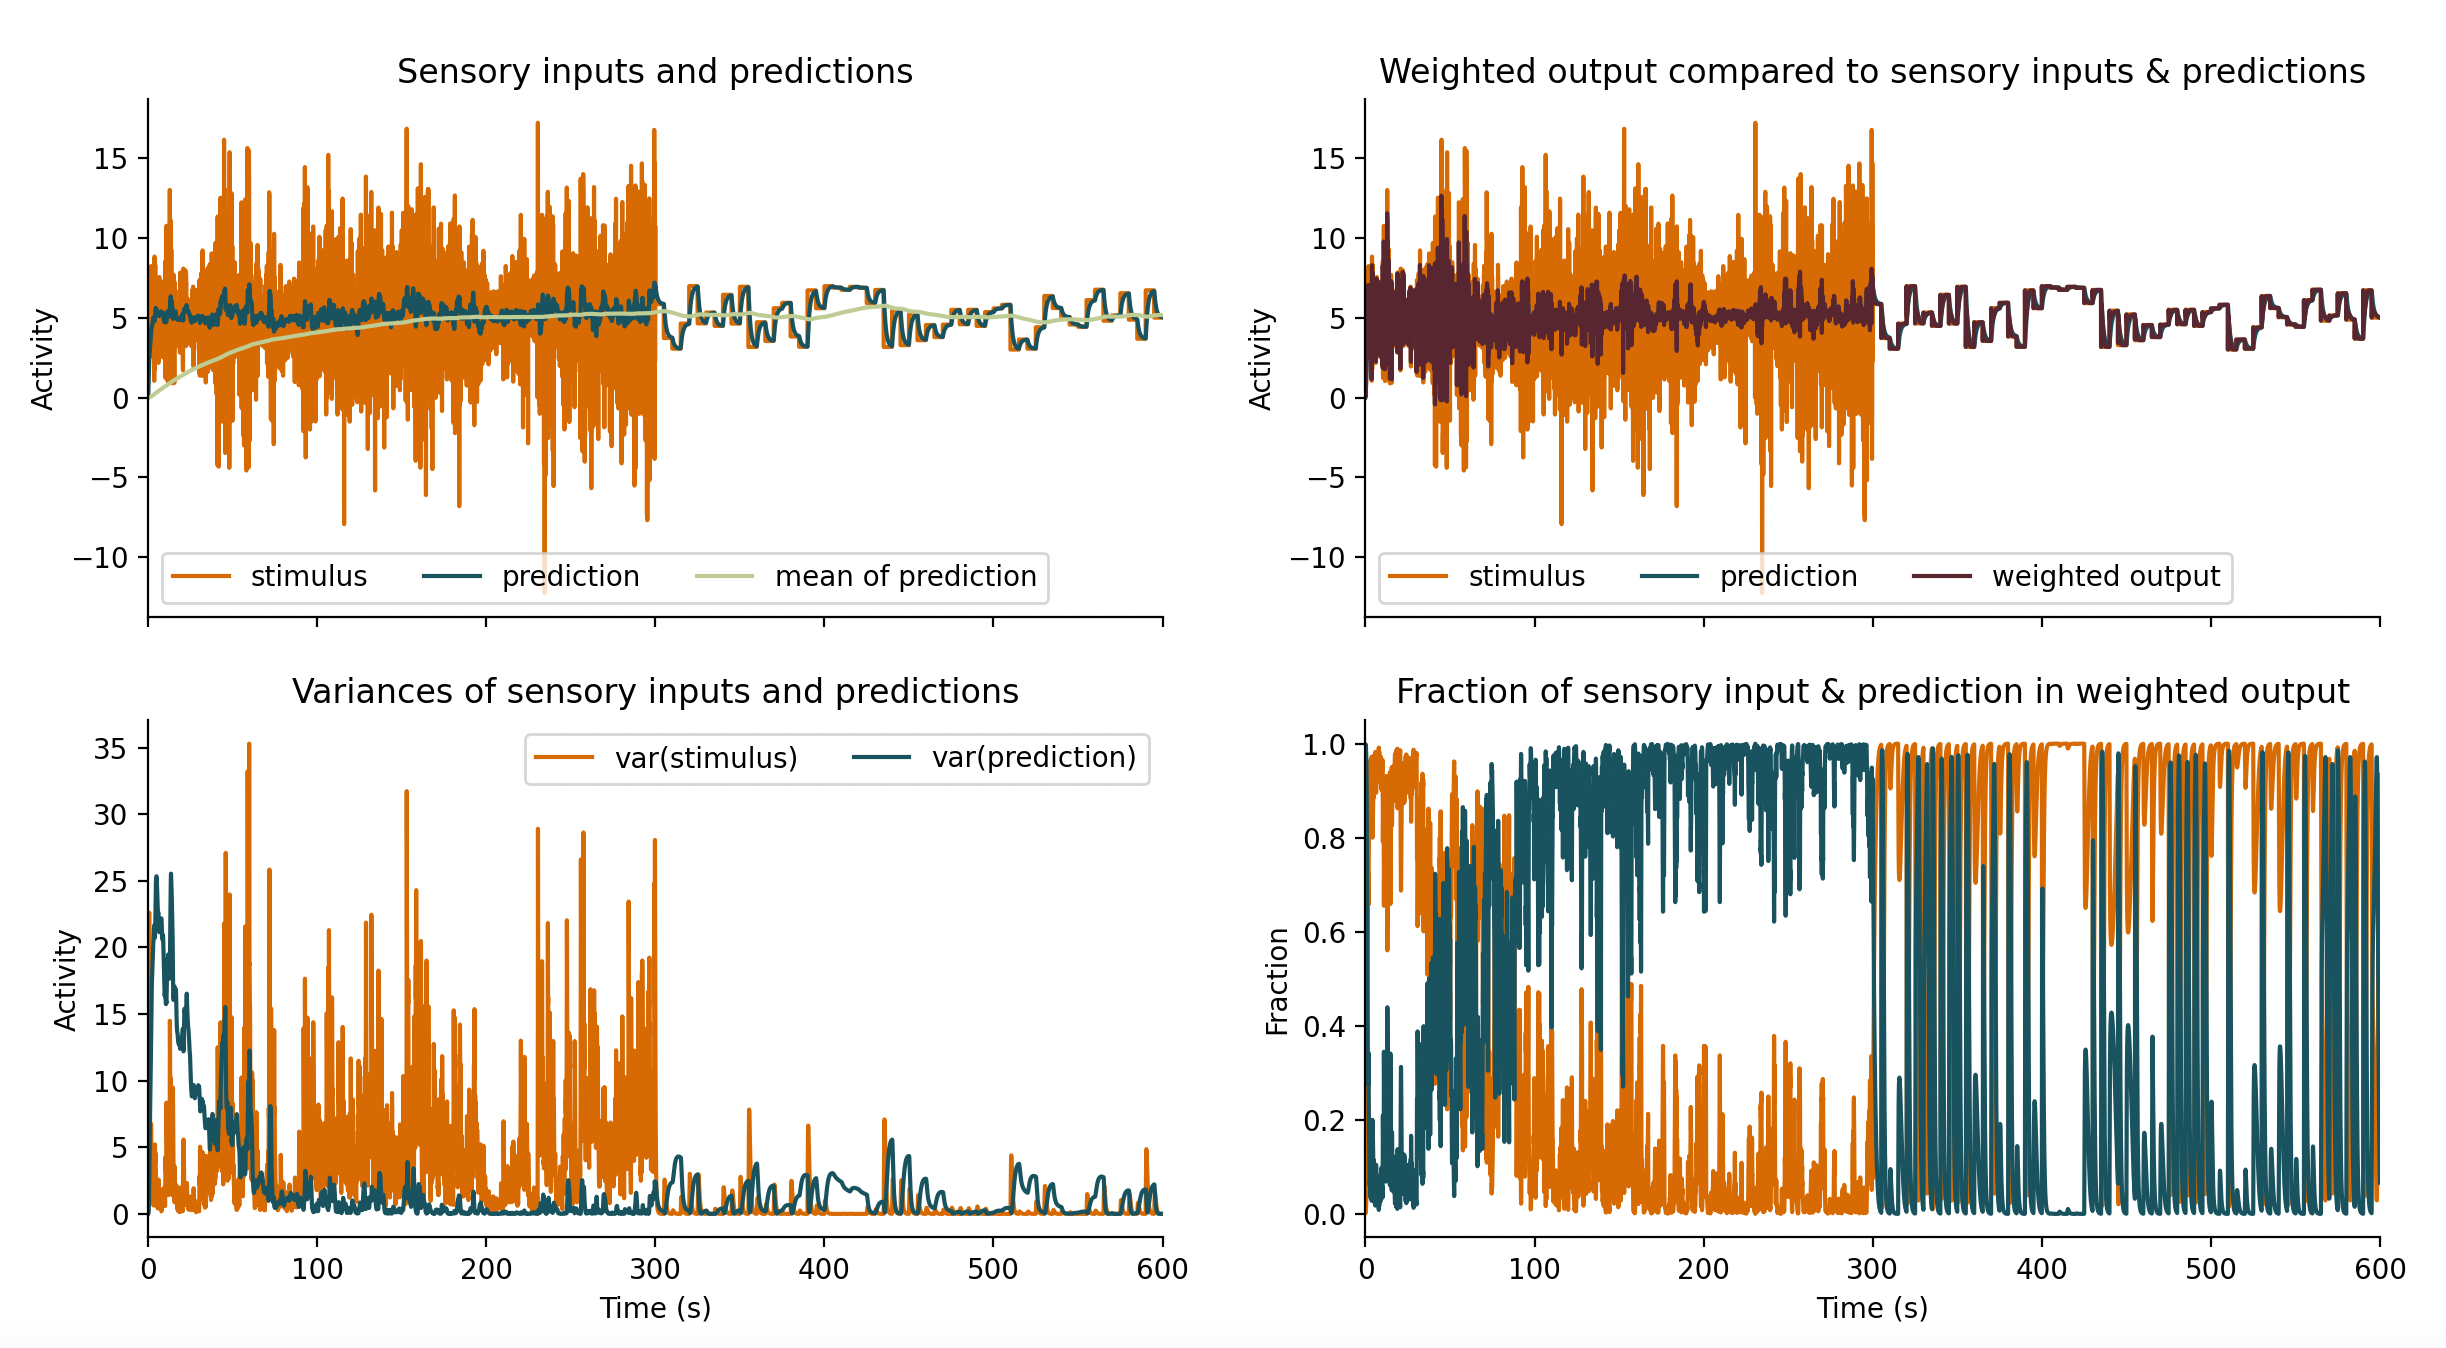 Sensory inputs and predictions
Activity
15
10
5
0
−5
−10
stimulus prediction mean of prediction
Weighted output compared to sensory inputs & predictions
Activity
15
10
5
0
−5
−10
stimulus prediction weighted output
Variances of sensory inputs and predictions
Activity
35
30
25
20
15
10
5
0
var(stimulus) var(prediction)
0 100 200 300 400 500 600
Time (s)
Fraction of sensory input & prediction in weighted output
Fraction
1.0
0.8
0.6
0.4
0.2
0.0
0 100 200 300 400 500 600
Time (s)